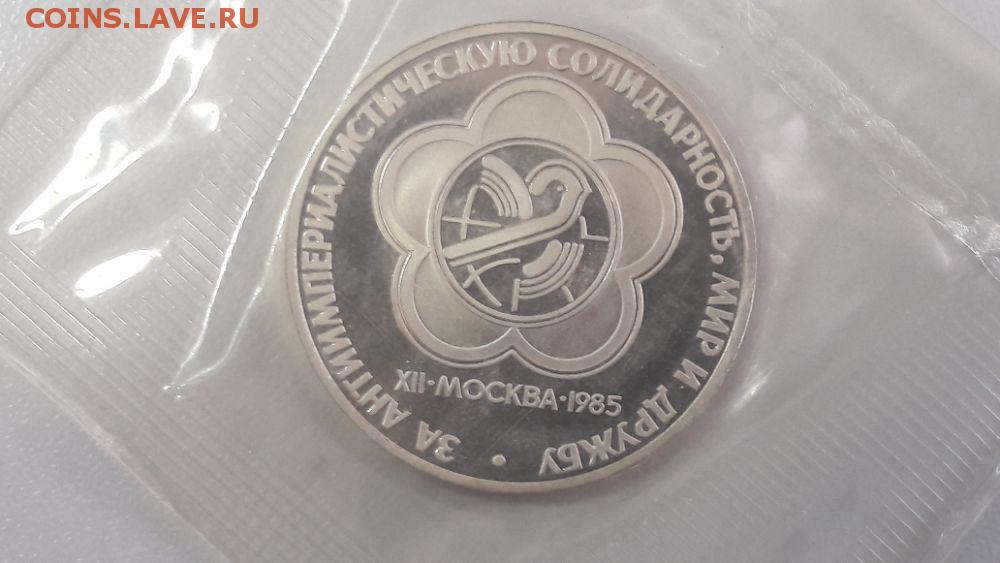 COINS.LAVE.RU
ЗА АНТИИМПЕРИАЛИСТИЧЕСКУЮ СОЛИДАРНОСТЬ, МИР И ДРУЖБУ •
XII•МОСКВА•1985